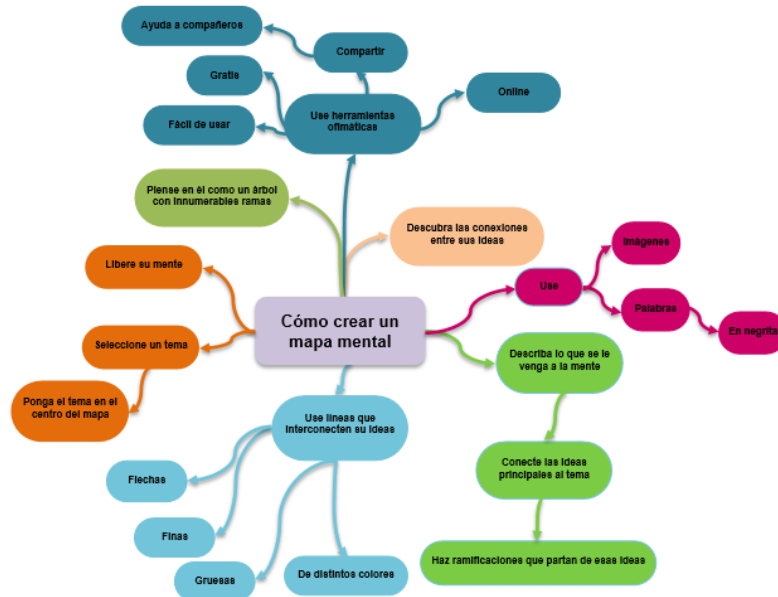 Ayuda a compañeros
Compartir
Gratis
Online
Use herramientas
ofimáticas
Fácil de usar
Piense en él como un árbol
con innumerables ramas
Descubra las conexiones
entre sus ideas
Imágenes
Libere su mente
Use
Palabras
En negrita
Cómo crear un
mapa mental
Seleccione un tema
Describa lo que se le
venga a la mente
Ponga el tema en el
centro del mapa
Use lineas que
interconecten su ideas
Conecte las ideas
principales al tema
Flechas
Finas
Gruesas
De distintos colores
Haz ramificaciones que partan de esas ideas